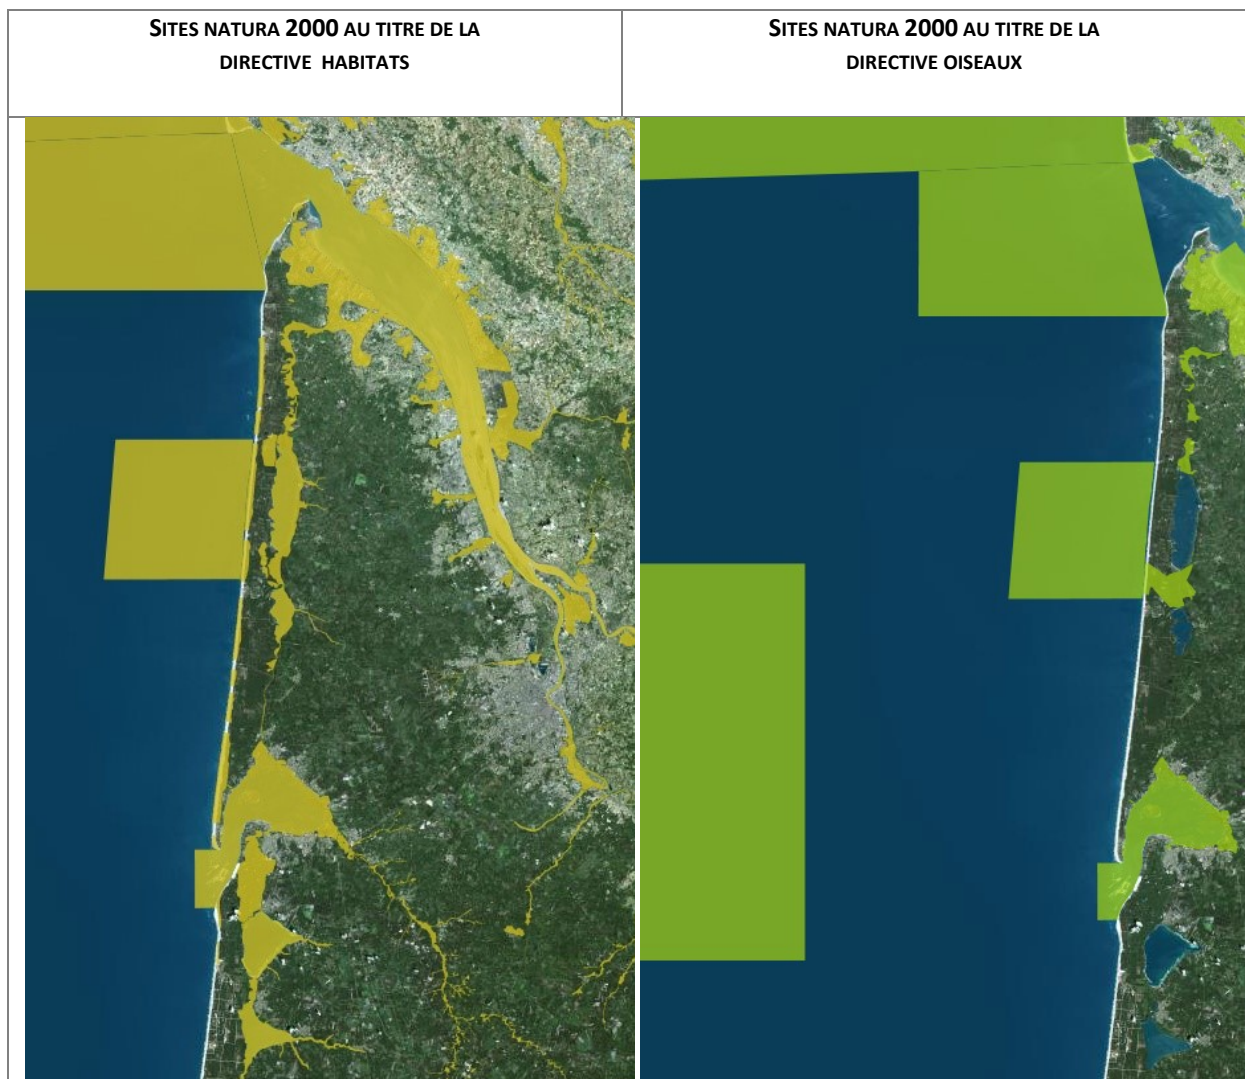 SITES NATURA 2000 AU TITRE DE LA
DIRECTIVE HABITATS
SITES NATURA 2000 AU TITRE DE LA
DIRECTIVE OISEAUX